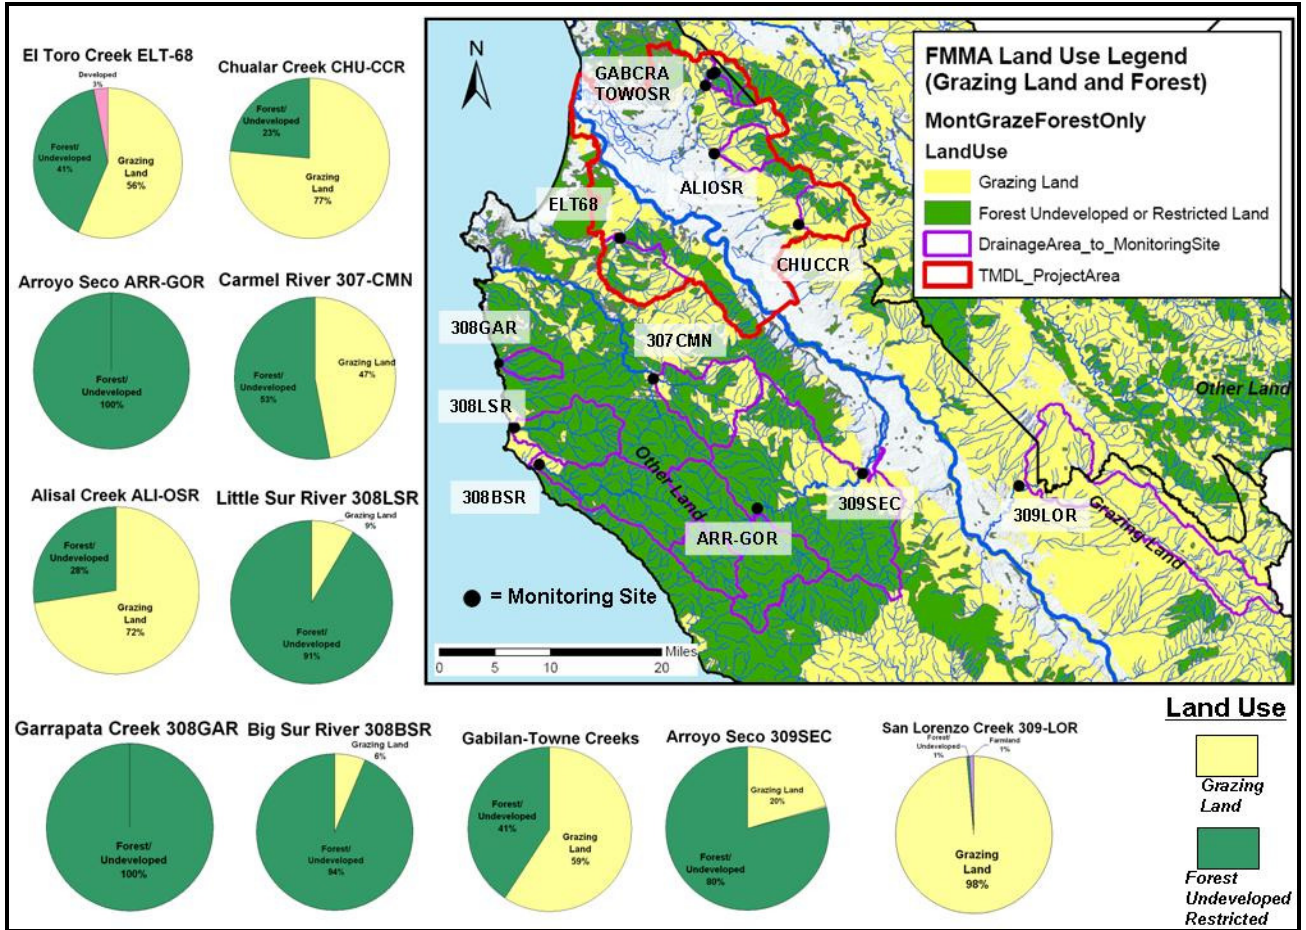 El Toro Creek ELT-68
Developed
3%
Forest/
Undeveloped
41%
Grazing
Land
56%
Chualar Creek CHU-CCR
Forest/
Undeveloped
23%
Grazing
Land
77%
Arroyo Seco ARR-GOR
Forest/
Undeveloped
100%
Carmel River 307-CMN
Grazing Land
47%
Forest/
Undeveloped
53%
Alisal Creek ALI-OSR
Forest/
Undeveloped
28%
Grazing
Land
72%
Little Sur River 308LSR
Grazing Land
9%
Forest/
Undeveloped
91%
N
GABCRA
TOWOSR
ALIOSR
ELT68
CHUCCR
308GAR
307CMN
308LSR
308BSR
Other Land
ARR-GOR
309SEC
309LOR
Grazing Land
Other Land
= Monitoring Site
Miles
0 5 10 20
FMMA Land Use Legend
(Grazing Land and Forest)
MontGrazeForestOnly
LandUse
Grazing Land
Forest Undeveloped or Restricted Land
DrainageArea_to_MonitoringSite
TMDL_ProjectArea
Garrapata Creek 308GAR
Forest/
Undeveloped
100%
Big Sur River 308BSR
Grazing Land
6%
Forest/
Undeveloped
94%
Gabilan-Towne Creeks
Forest/
Undeveloped
41%
Grazing
Land
59%
Arroyo Seco 309SEC
Grazing Land
20%
Forest/
Undeveloped
80%
San Lorenzo Creek 309-LOR
Forest/
Undeveloped
1%
Farmland
1%
Grazing
Land
98%
Land Use
Grazing
Land
Forest
Undeveloped
Restricted